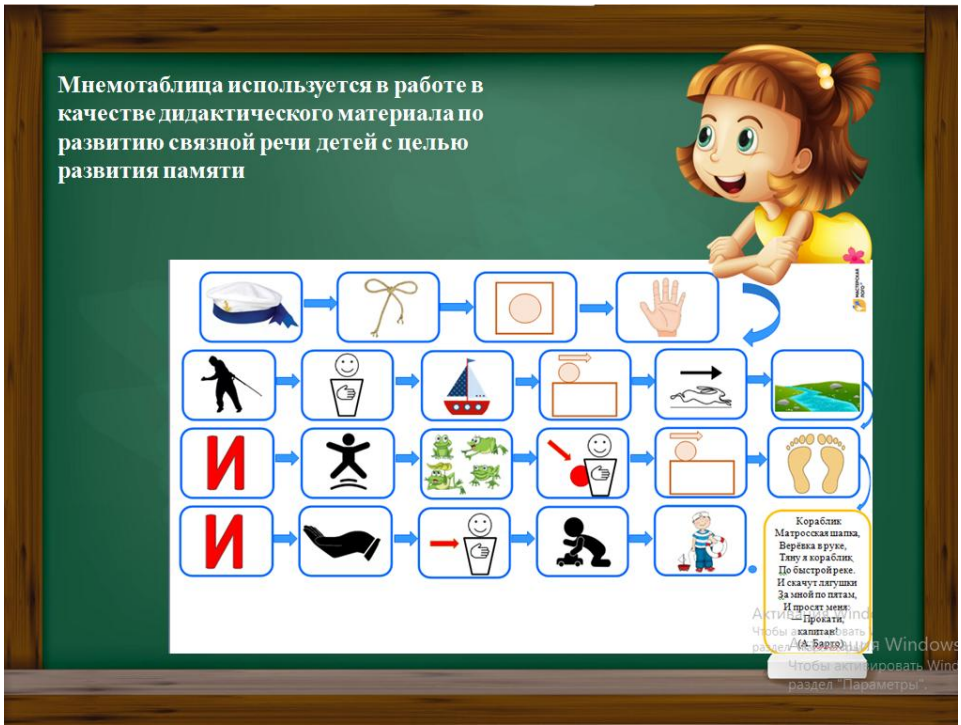 Мнемотаблица используется в работе в
качестве дидактического материала по
развитию связной речи детей с целью
развития памяти
МАСТЕРСКАЯ
И
И
Кораблик
Матросская шапка,
Верёвка в руке,
Тяну я кораблик
По быстрой реке.
И скачут лягушки
За мной по пятам,
И просят меня:
— Прокати,
капитан!
(А. Барто)
Активация Windows
Чтобы активировать Wind
раздел "Параметры".